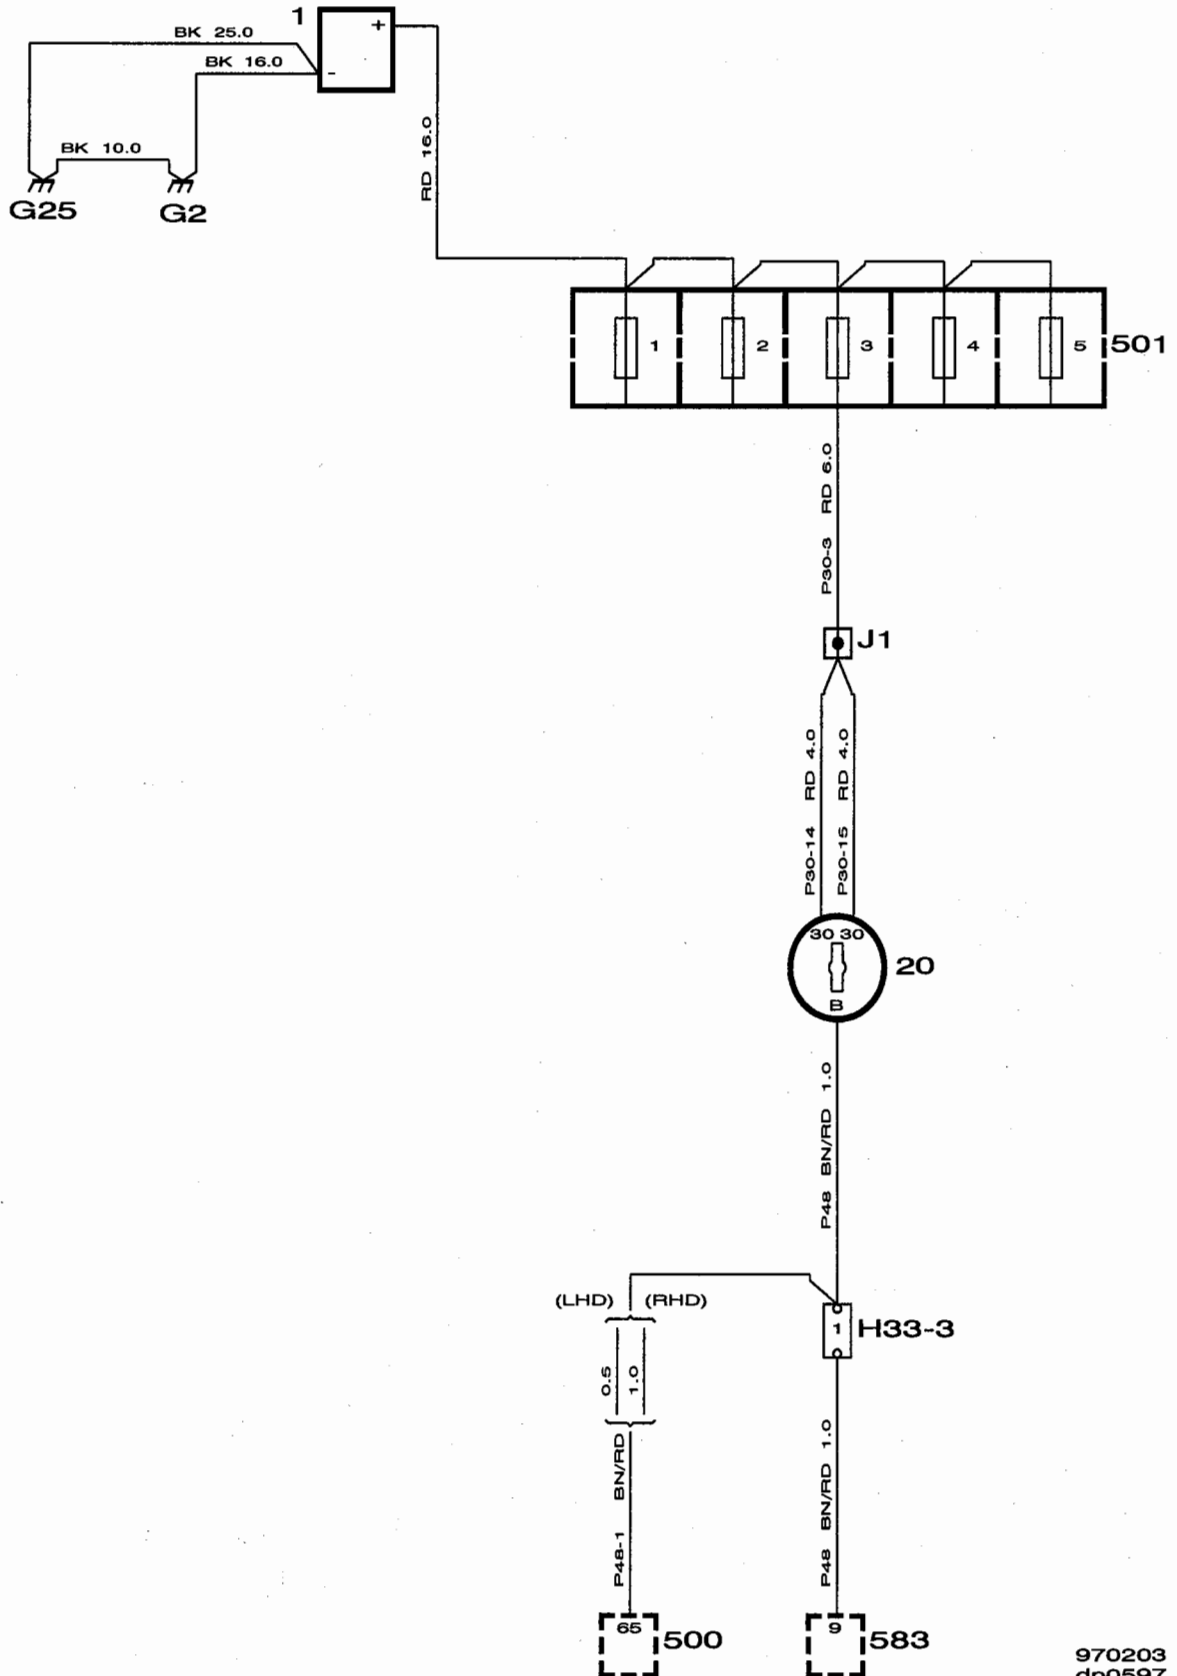 1
+
-
BK 25.0
BK 16.0
BK 10.0
G25
G2
RD 16.0
1
2
3
4
5
501
P30-3 RD 6.0
J1
P30-14 RD 4.0
P30-15 RD 4.0
30 30
B
20
P48 BN/RD 1.0
(LHD) (RHD)
0.5
1.0
1
H33-3
P48-1 BN/RD
P48 BN/RD 1.0
65
500
9
583
970203
dp0597